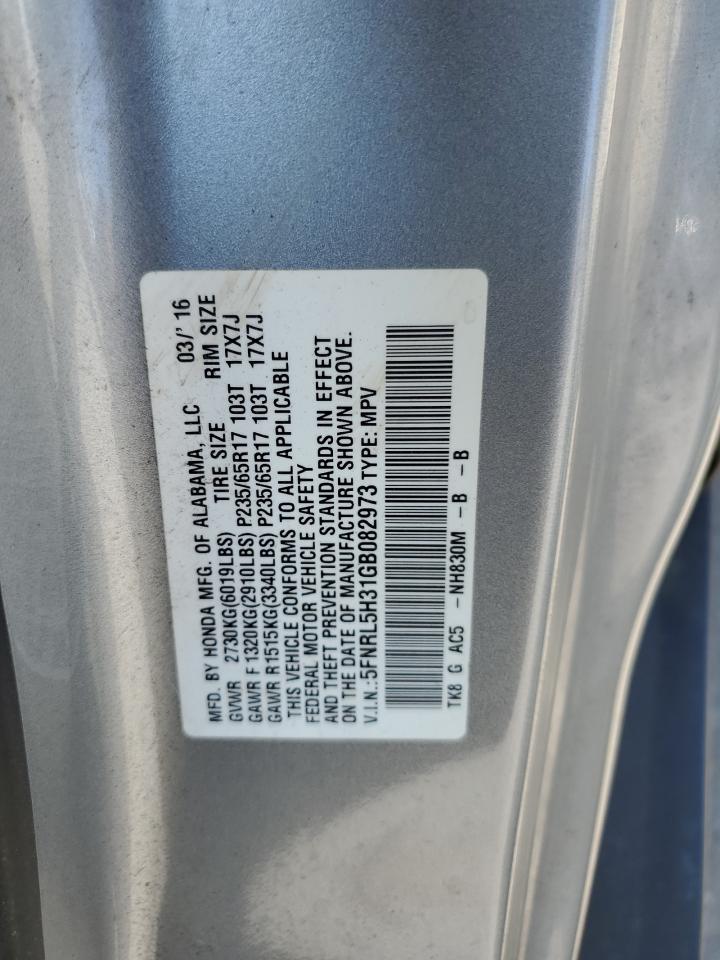 MFD. BY HONDA MFG. OF ALABAMA, LLC 03/'16
GVWR 2730KG(6019LBS) TIRE SIZE RIM SIZE
GAWR F1320KG(2910LBS) P235/65R17 103T 17X7J
GAWR R1515KG(3340LBS) P235/65R17 103T 17X7J
THIS VEHICLE CONFORMS TO ALL APPLICABLE
FEDERAL MOTOR VEHICLE SAFETY
AND THEFT PREVENTION STANDARDS IN EFFECT
ON THE DATE OF MANUFACTURE SHOWN ABOVE.
V.I.N.:5FNRL5H31GB082973 TYPE: MPV
TK8 G AC5 -NH830M -B -B